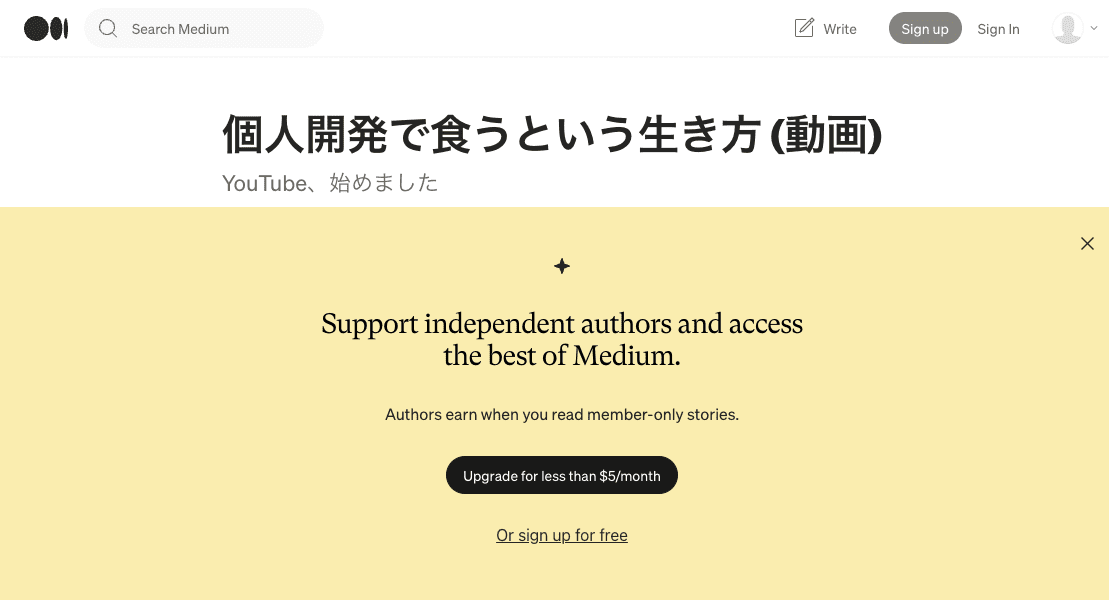 Search Medium
Write
Sign up
Sign In
個人開発で食うという生き方 (動画)
YouTube、始めました
Support independent authors and access
the best of Medium.
Authors earn when you read member-only stories.
Upgrade for less than $5/month
Or sign up for free